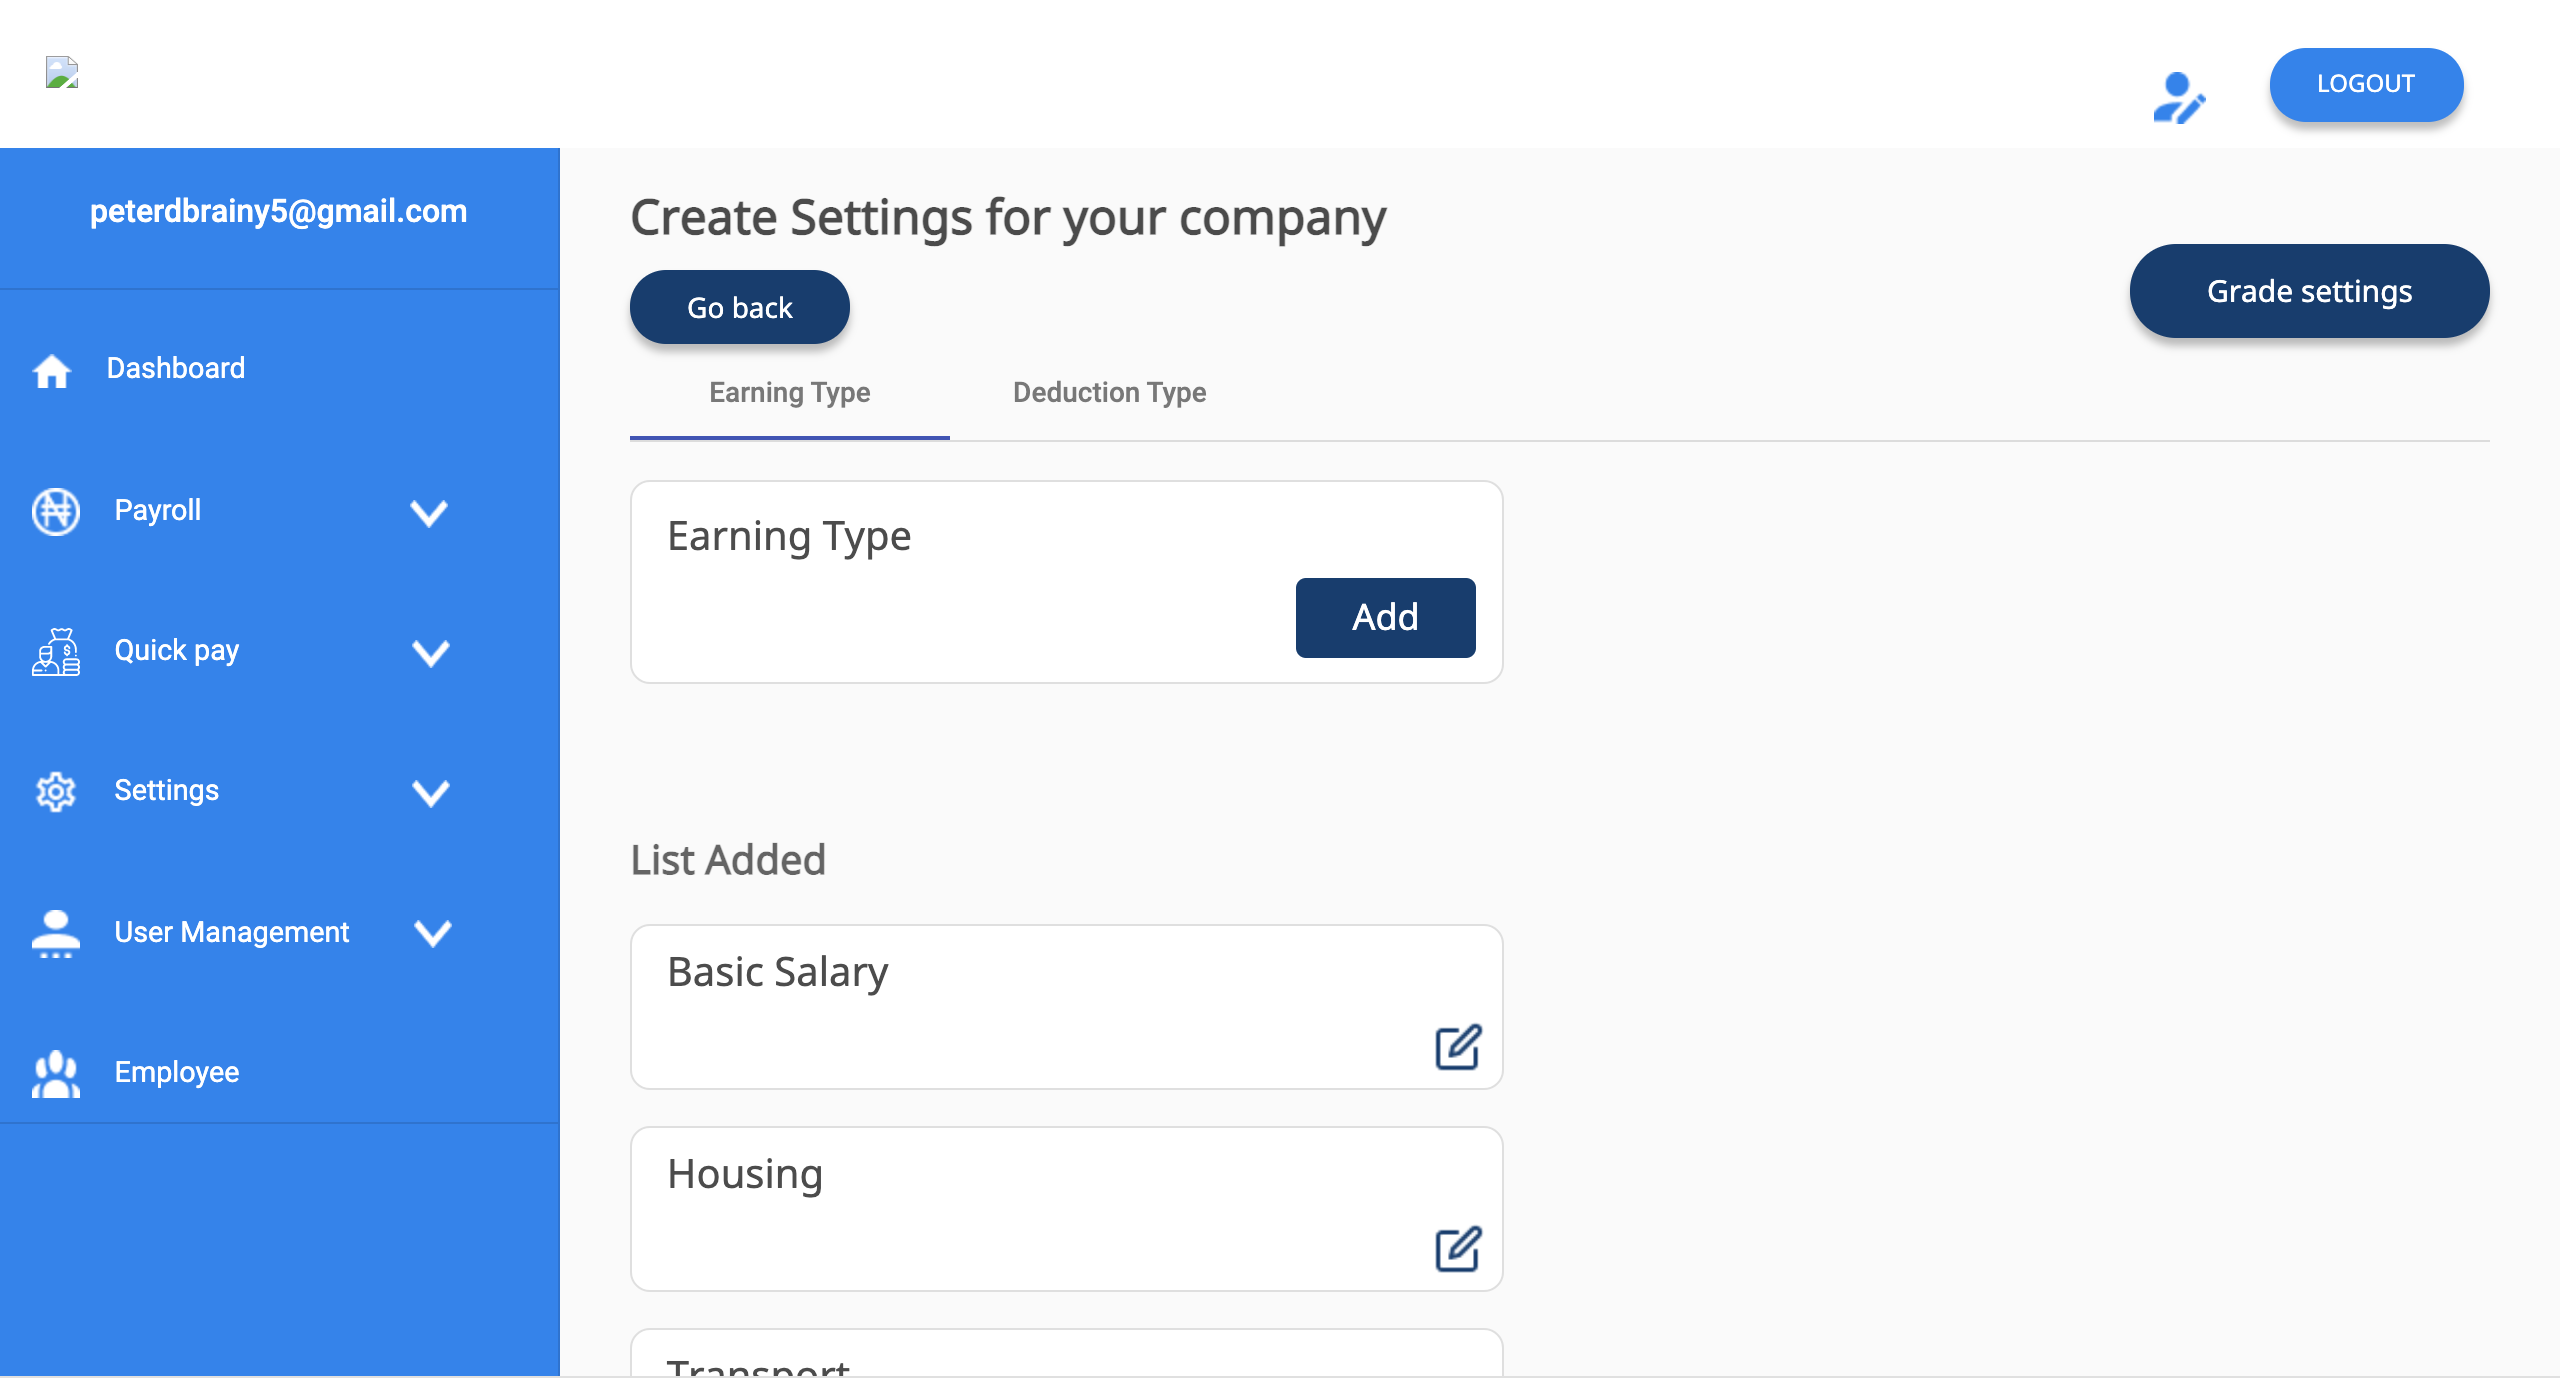 LOGOUT
peterdbrainy5@gmail.com
Dashboard
Payroll
Quick pay
Settings
User Management
Employee
Create Settings for your company
Go back
Grade settings
Earning Type
Deduction Type
Earning Type
Add
List Added
Basic Salary
Housing
Transport